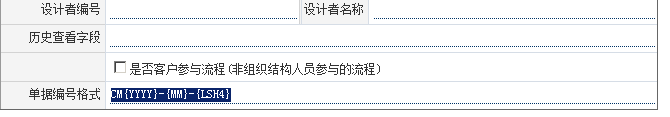 设计者编号 设计者名称
历史查看字段
是否客户参与流程(非组织结构人员参与的流程)
单据编号格式 CM{YYYY}-{MM}-{LSH4}